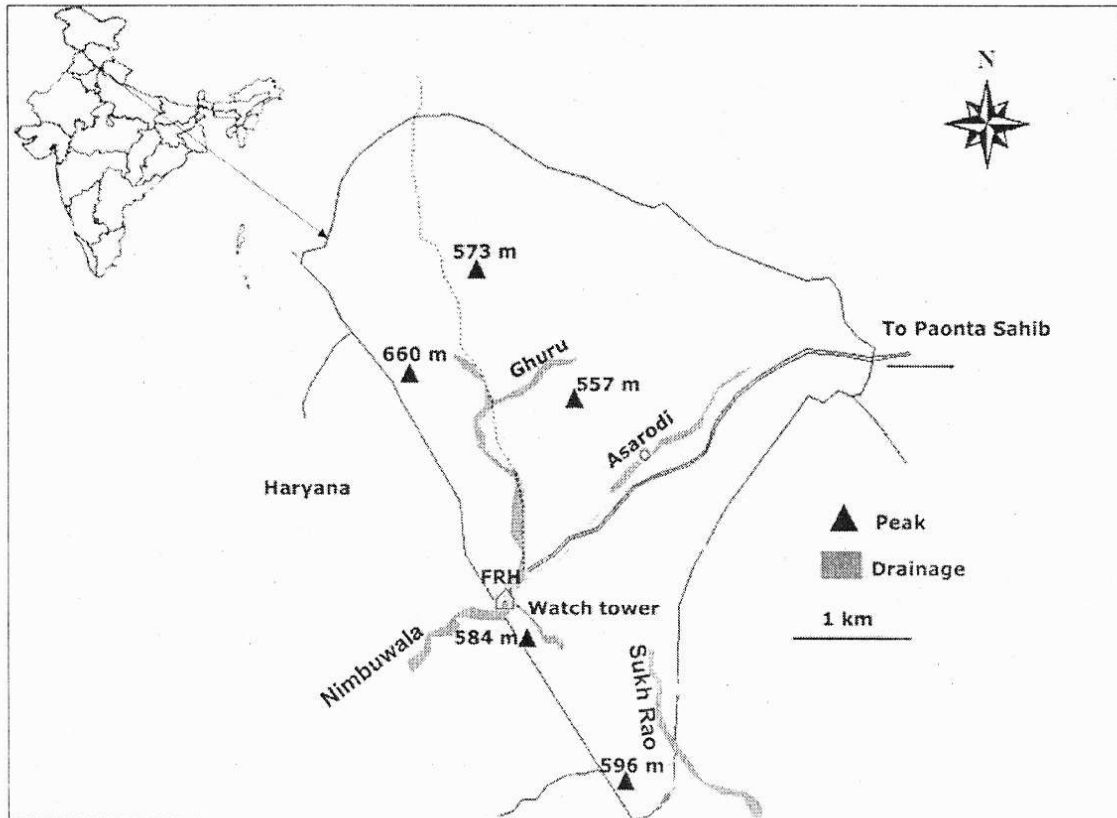 N
573 m
To Paonta Sahib
660 m
Ghuru
557 m
Asarodi
Haryana
Peak
FRH
Drainage
Watch tower
1 km
584 m
Nimbuwala
Sukh Rao
596 m